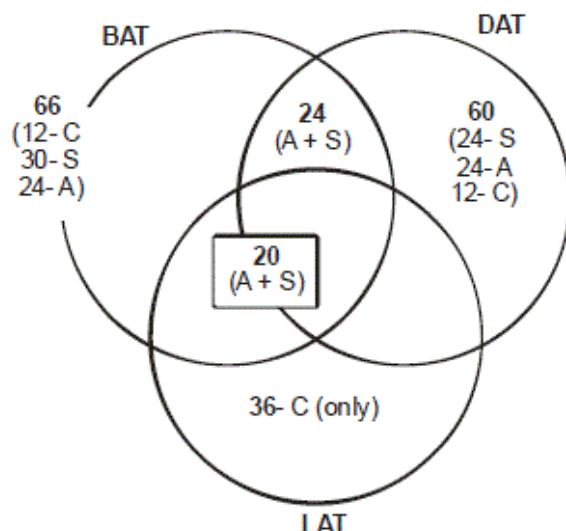 BAT
DAT
66
(12- C
30- S
24- A)
24
(A + S)
60
(24- S
24- A
12- C)
20
(A + S)
36- C (only)
LAT